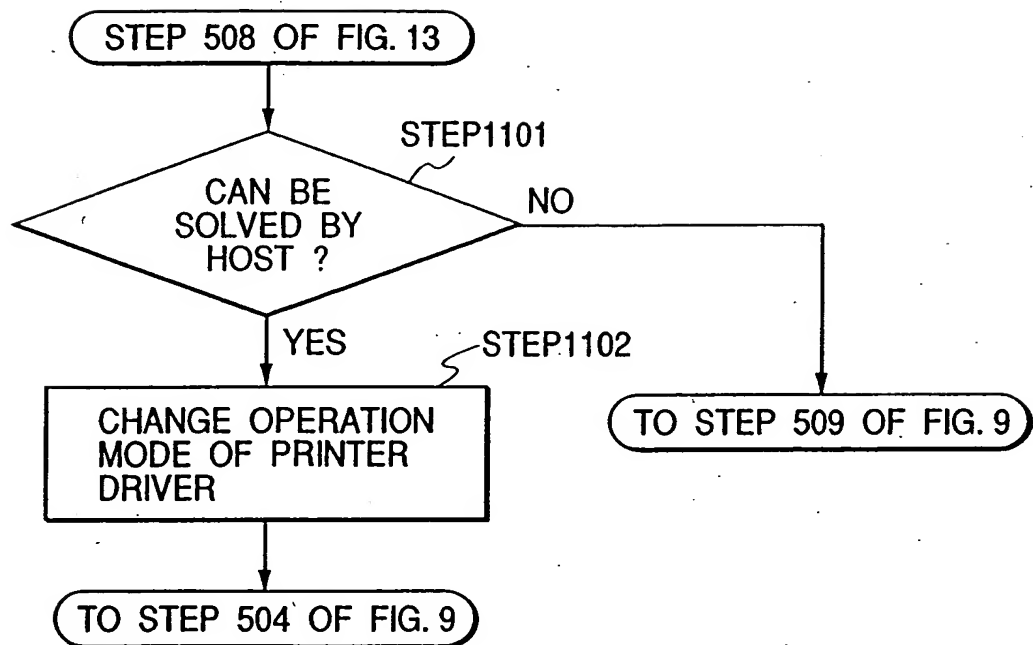 STEP 508 OF FIG. 13
STEP1101
CAN BE
SOLVED BY
HOST ?
NO
YES
STEP1102
CHANGE OPERATION
MODE OF PRINTER
DRIVER
TO STEP 509 OF FIG. 9
TO STEP 504 OF FIG. 9